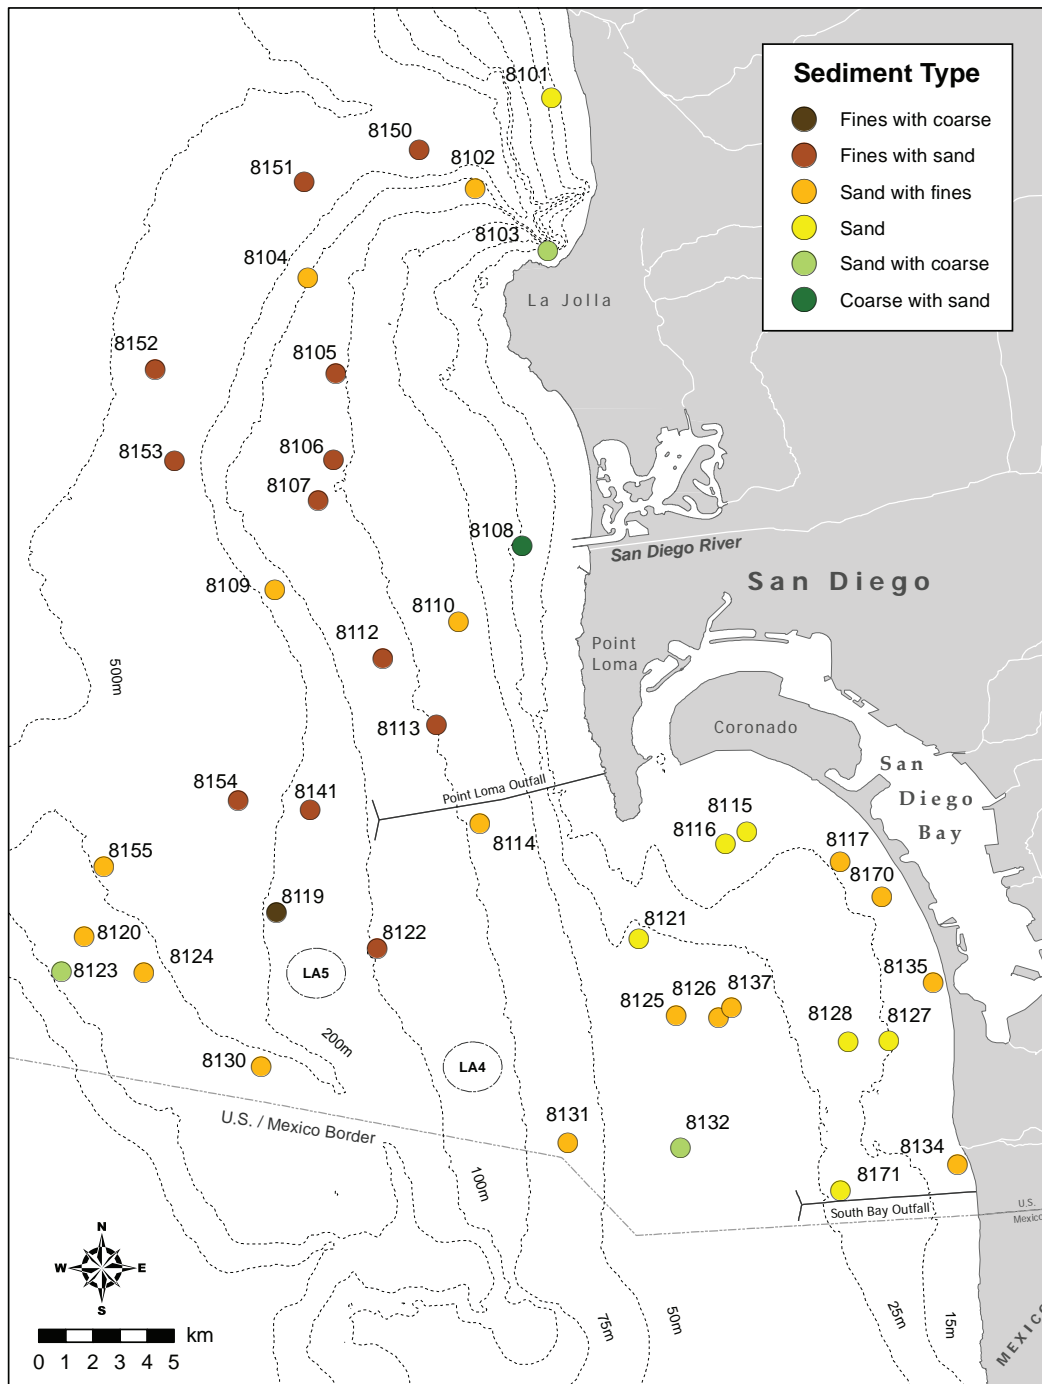 8101
Sediment Type
Fines with coarse
Fines with sand
Sand with fines
Sand
Sand with coarse
Coarse with sand
8150
8102
8151
8103
8104
La Jolla
8152
8105
8153
8106
8107
8108
San Diego River
8109
San Diego
8110
8112
Point
Loma
500m
8113
Coronado
San
Diego
Bay
8154
8141
Point Loma Outfall
8115
8116
8114
8117
8155
8170
8119
8121
8120
8122
8123
8124
LA5
8135
8125
8126
8137
8128
8127
200m
8130
LA4
U.S. / Mexico Border
8131
8132
8134
100m
8171
South Bay Outfall
U.S.
Mexico
N
W
E
S
75m
50m
25m
15m
MEXICO
km
0 1 2 3 4 5